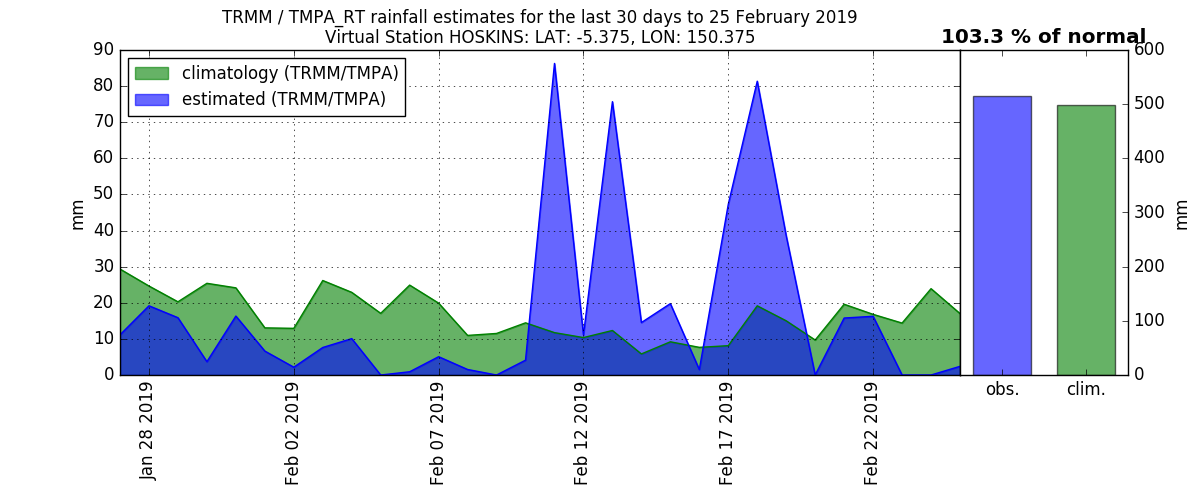 TRMM / TMPA_RT rainfall estimates for the last 30 days to 25 February 2019
Virtual Station HOSKINS: LAT: -5.375, LON: 150.375
103.3 % of normal
climatology (TRMM/TMPA)
estimated (TRMM/TMPA)
mm
90
80
70
60
50
40
30
20
10
0
Jan 28 2019
Feb 02 2019
Feb 07 2019
Feb 12 2019
Feb 17 2019
Feb 22 2019
obs.
clim.
600
500
400
300
200
100
0
mm